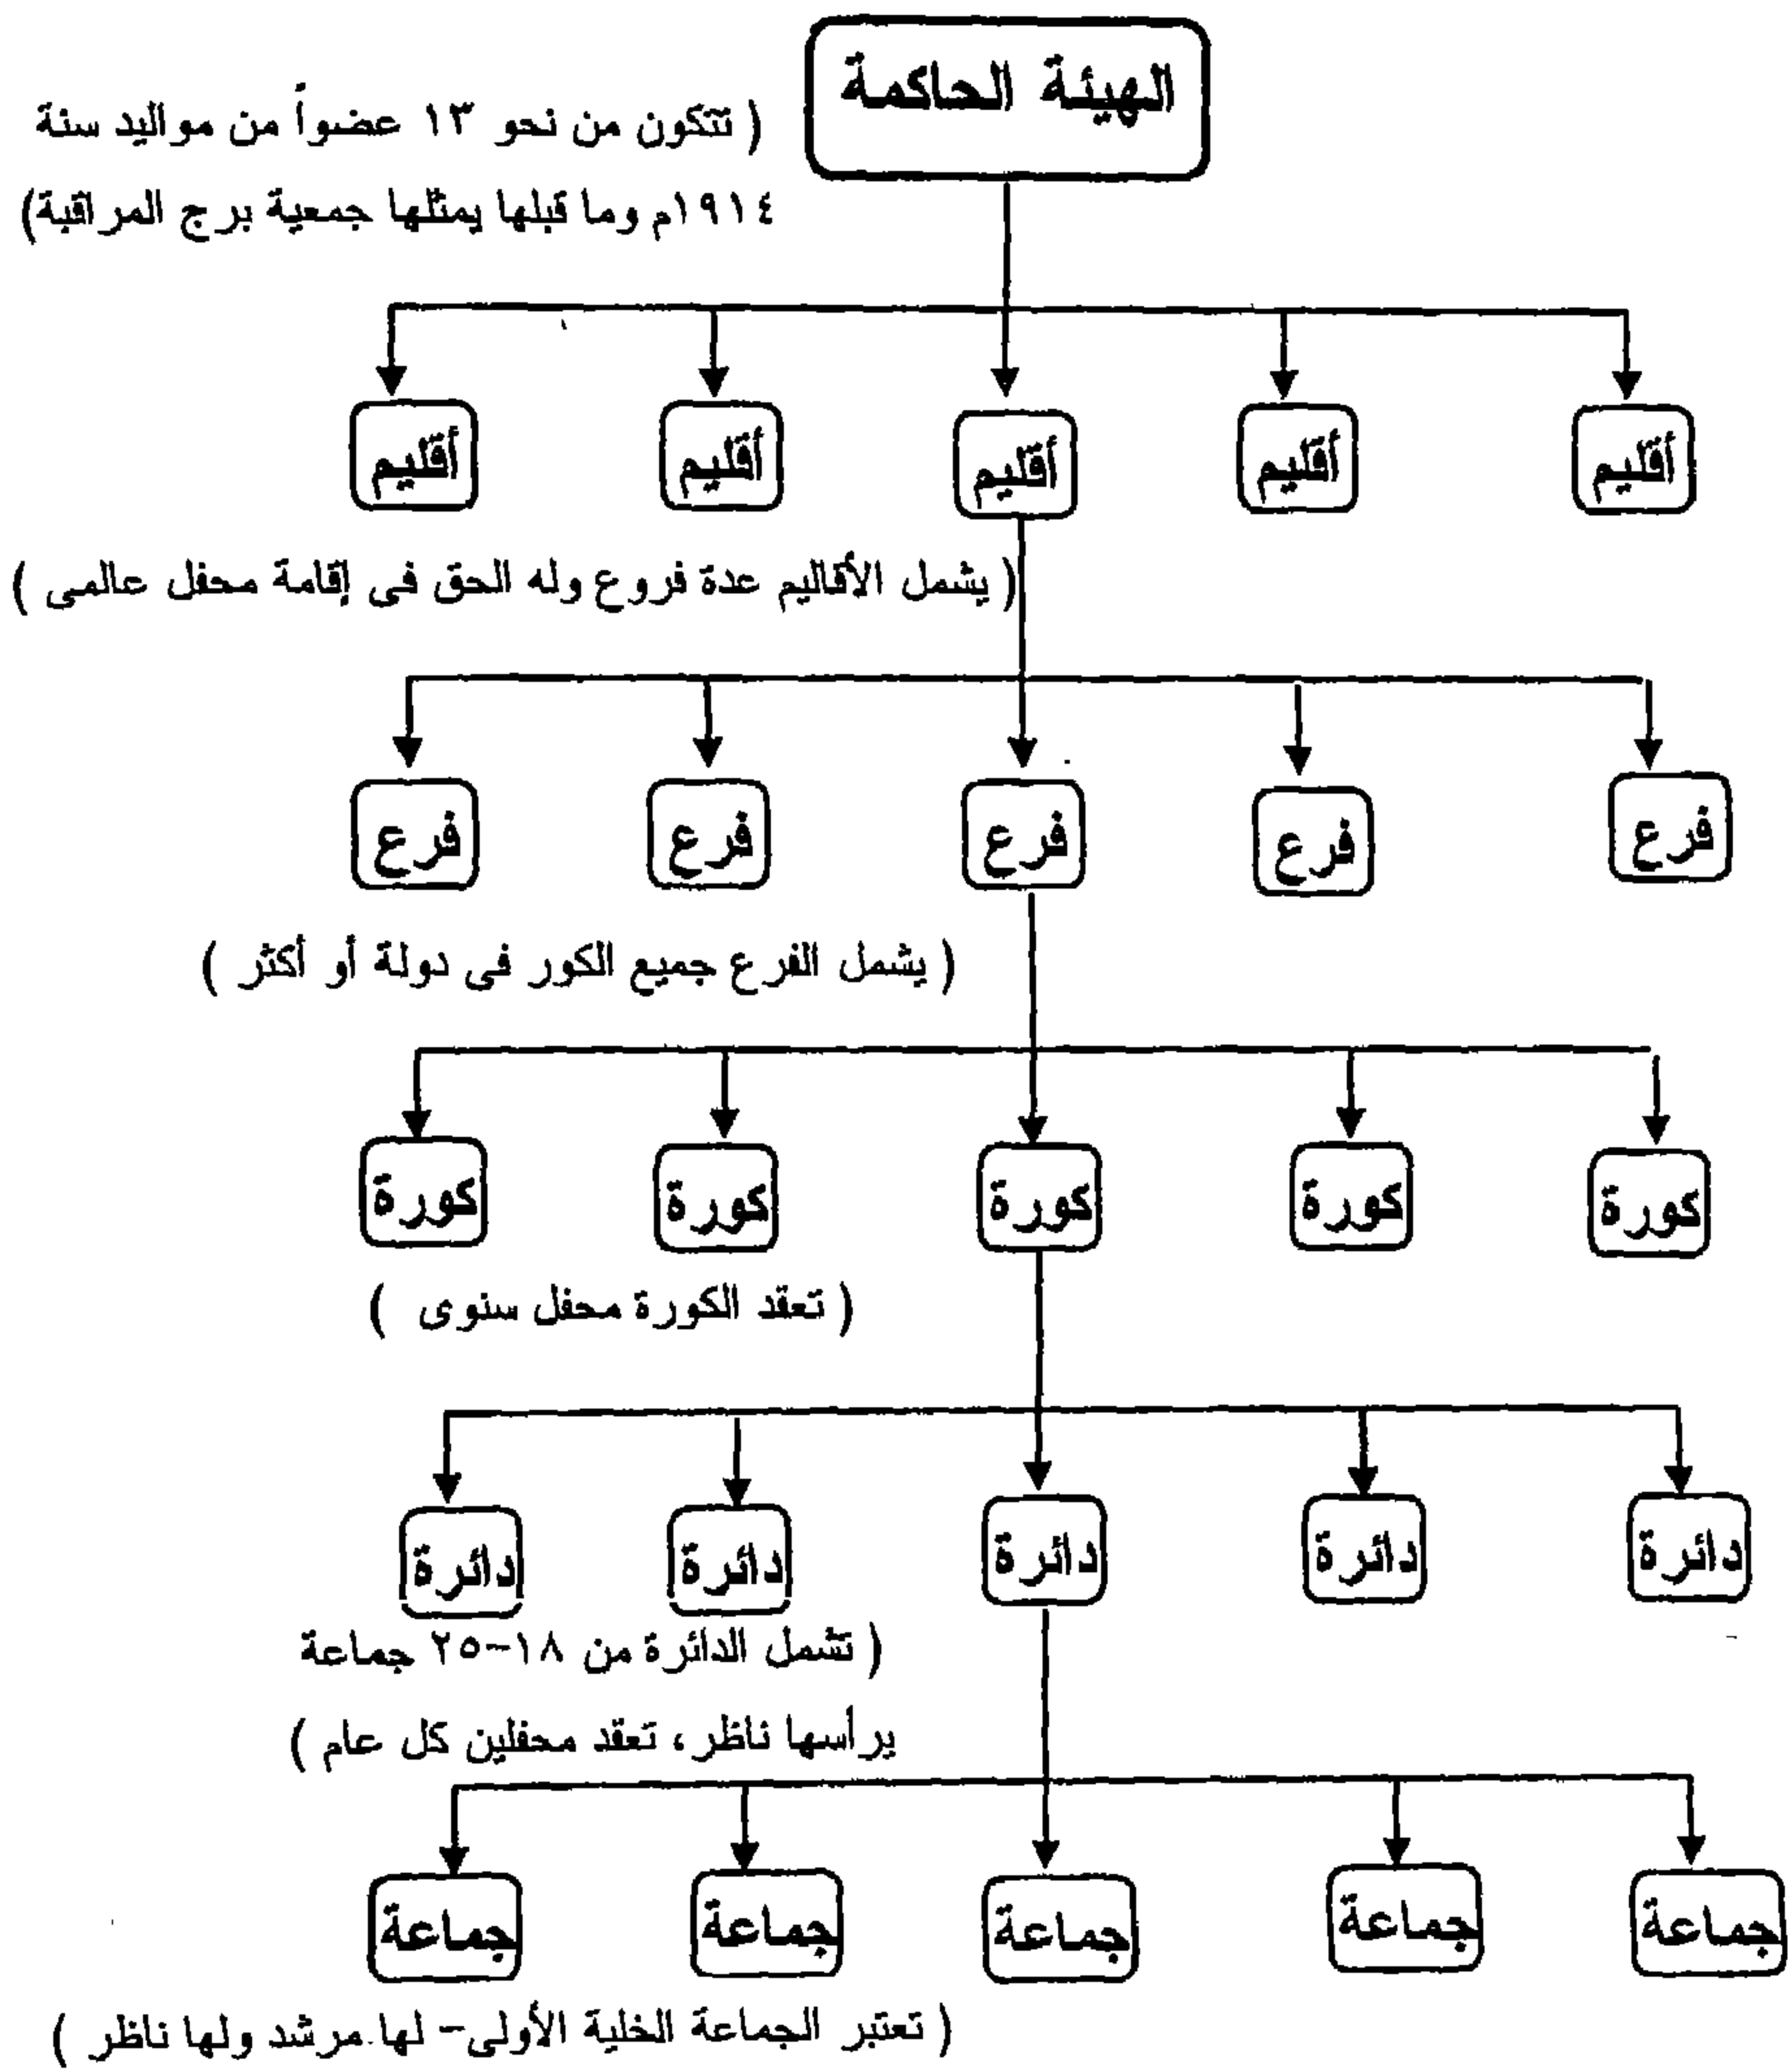 الهيئة الحاكمة
( تتكون من نحو ١٣ عضواً من مواليد سنة
١٩١٤م وما قبلها يمثلها جمعية برج المراقبة)
أقليم أقليم أقليم أقليم أقليم
( يشمل الأقاليم عدة فروع وله الحق فى إقامة محفل عالمى )
فرع فرع فرع فرع فرع
( يشمل الفرع جميع الكور فى دولة أو أكثر )
كورة كورة كورة كورة كورة
( تعقد الكورة محفل سنوى )
دائرة دائرة دائرة دائرة دائرة
( تشمل الدائرة من ١٨-٢٥ جماعة
يرأسها ناظر، تعقد محفلين كل عام )
جماعة جماعة جماعة جماعة جماعة
( تعتبر الجماعة الخلية الأولى- لها مرشد ولها ناظر )